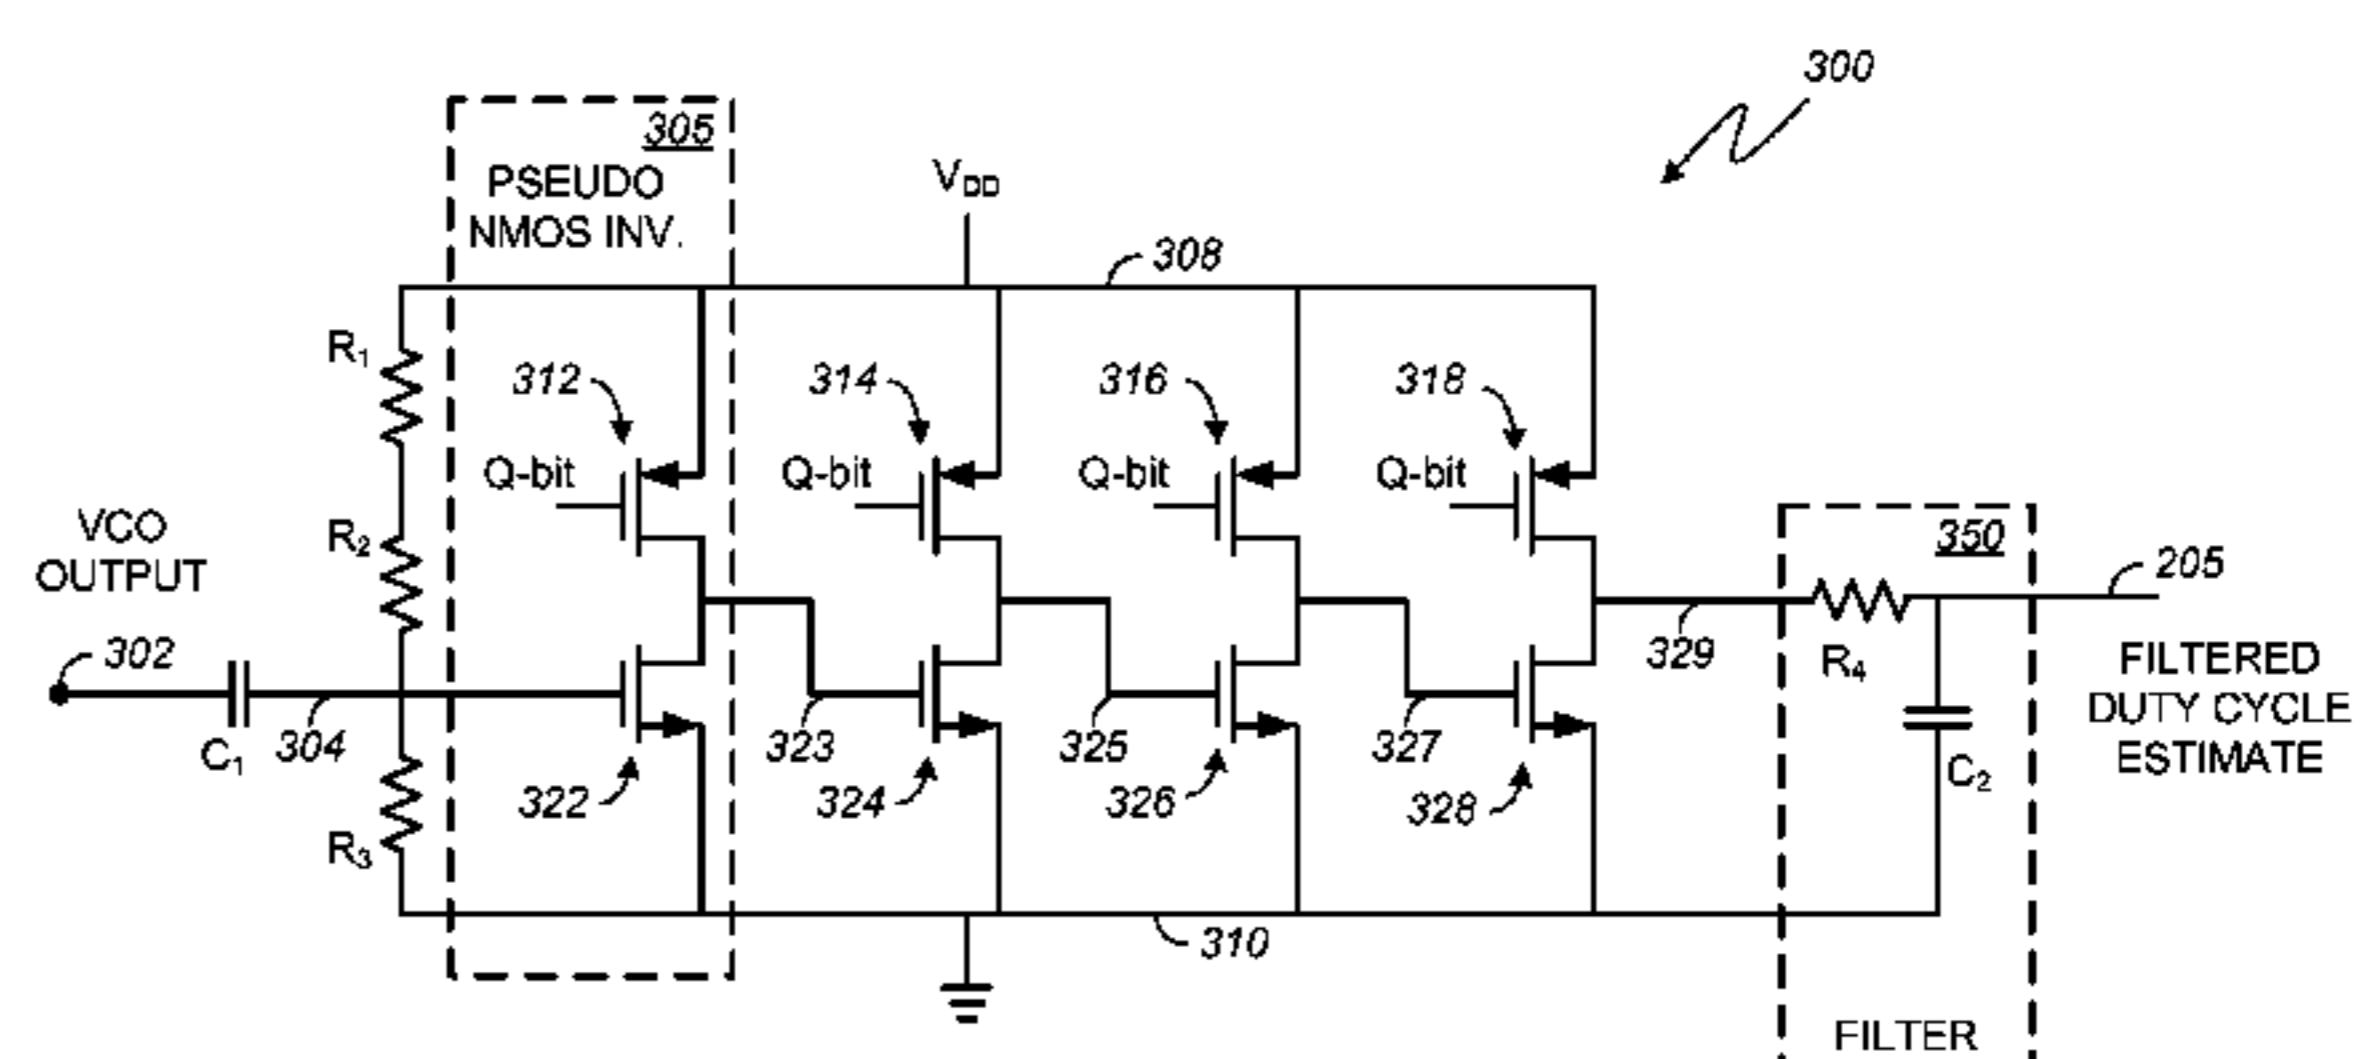 300
305
PSEUDO
NMOS INV.
VDD
308
R1
312
314
316
318
Q-bit
Q-bit
Q-bit
Q-bit
VCO
OUTPUT
R2
350
205
302
304
C1
323
325
327
329
R4
FILTERED
DUTY CYCLE
ESTIMATE
322
324
326
328
C2
R3
310
FILTER